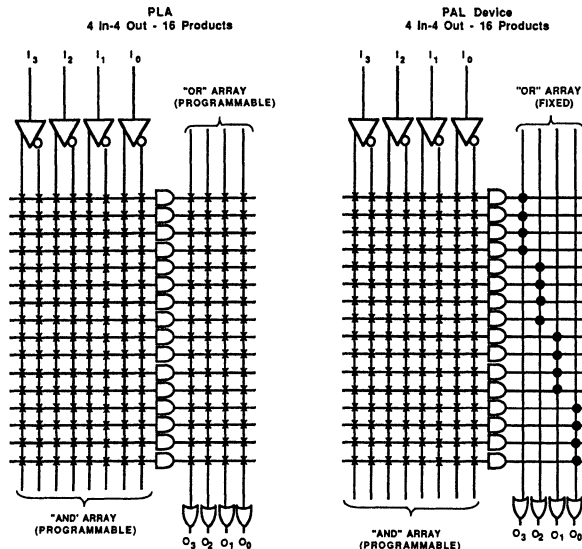 PLA
4 In-4 Out - 16 Products
I3 I2 I1 I0
"OR" ARRAY
(PROGRAMMABLE)
"AND' ARRAY
(PROGRAMMABLE)
O3 O2 O1 O0
PAL Device
4 In-4 Out - 16 Products
I3 I2 I1 I0
"OR" ARRAY
(FIXED)
"AND" ARRAY
(PROGRAMMABLE)
O3 O2 O1 O0